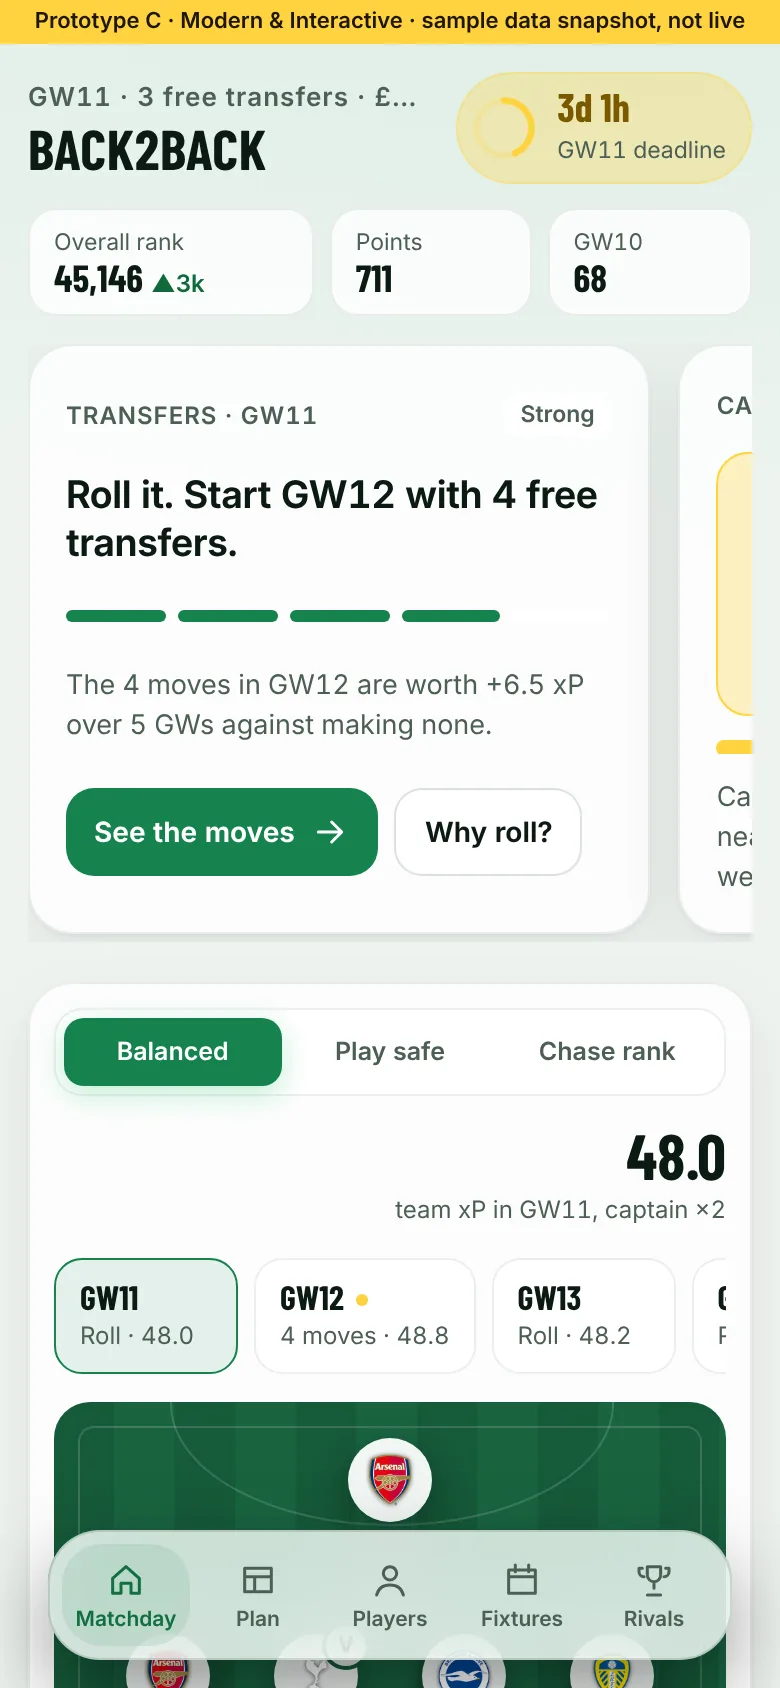 Prototype C · Modern & Interactive · sample data snapshot, not live
GW11 · 3 free transfers · £...
BACK2BACK
3d 1h
GW11 deadline
Overall rank
45,146 ▲3k
Points
711
GW10
68
TRANSFERS · GW11
Strong
Roll it. Start GW12 with 4 free
transfers.
The 4 moves in GW12 are worth +6.5 xP
over 5 GWs against making none.
See the moves →
Why roll?
CA
Ca
we
Balanced
Play safe
Chase rank
48.0
team xP in GW11, captain ×2
GW11
Roll · 48.0
GW12
4 moves · 48.8
GW13
Roll · 48.2
Arsenal
Matchday
Plan
Players
Fixtures
Rivals
V
Arsenal